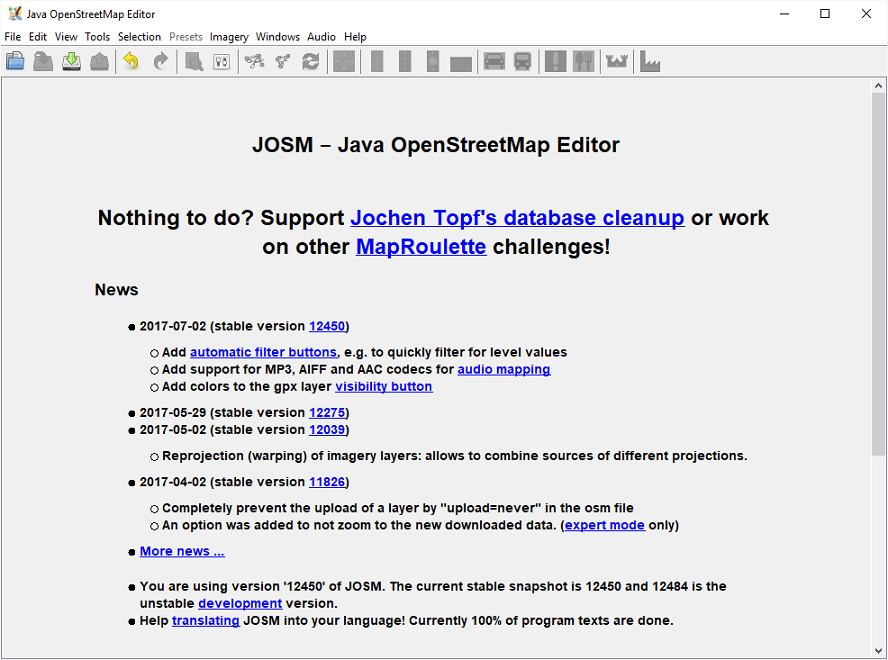 Java OpenStreetMap Editor
File Edit View Tools Selection Presets Imagery Windows Audio Help
JOSM – Java OpenStreetMap Editor
Nothing to do? Support Jochen Topf's database cleanup or work
on other MapRoulette challenges!
News
2017-07-02 (stable version 12450)
Add automatic filter buttons, e.g. to quickly filter for level values
Add support for MP3, AIFF and AAC codecs for audio mapping
Add colors to the gpx layer visibility button
2017-05-29 (stable version 12275)
2017-05-02 (stable version 12039)
Reprojection (warping) of imagery layers: allows to combine sources of different projections.
2017-04-02 (stable version 11826)
Completely prevent the upload of a layer by "upload=never" in the osm file
An option was added to not zoom to the new downloaded data. (expert mode only)
More news ...
You are using version '12450' of JOSM. The current stable snapshot is 12450 and 12484 is the
unstable development version.
Help translating JOSM into your language! Currently 100% of program texts are done.